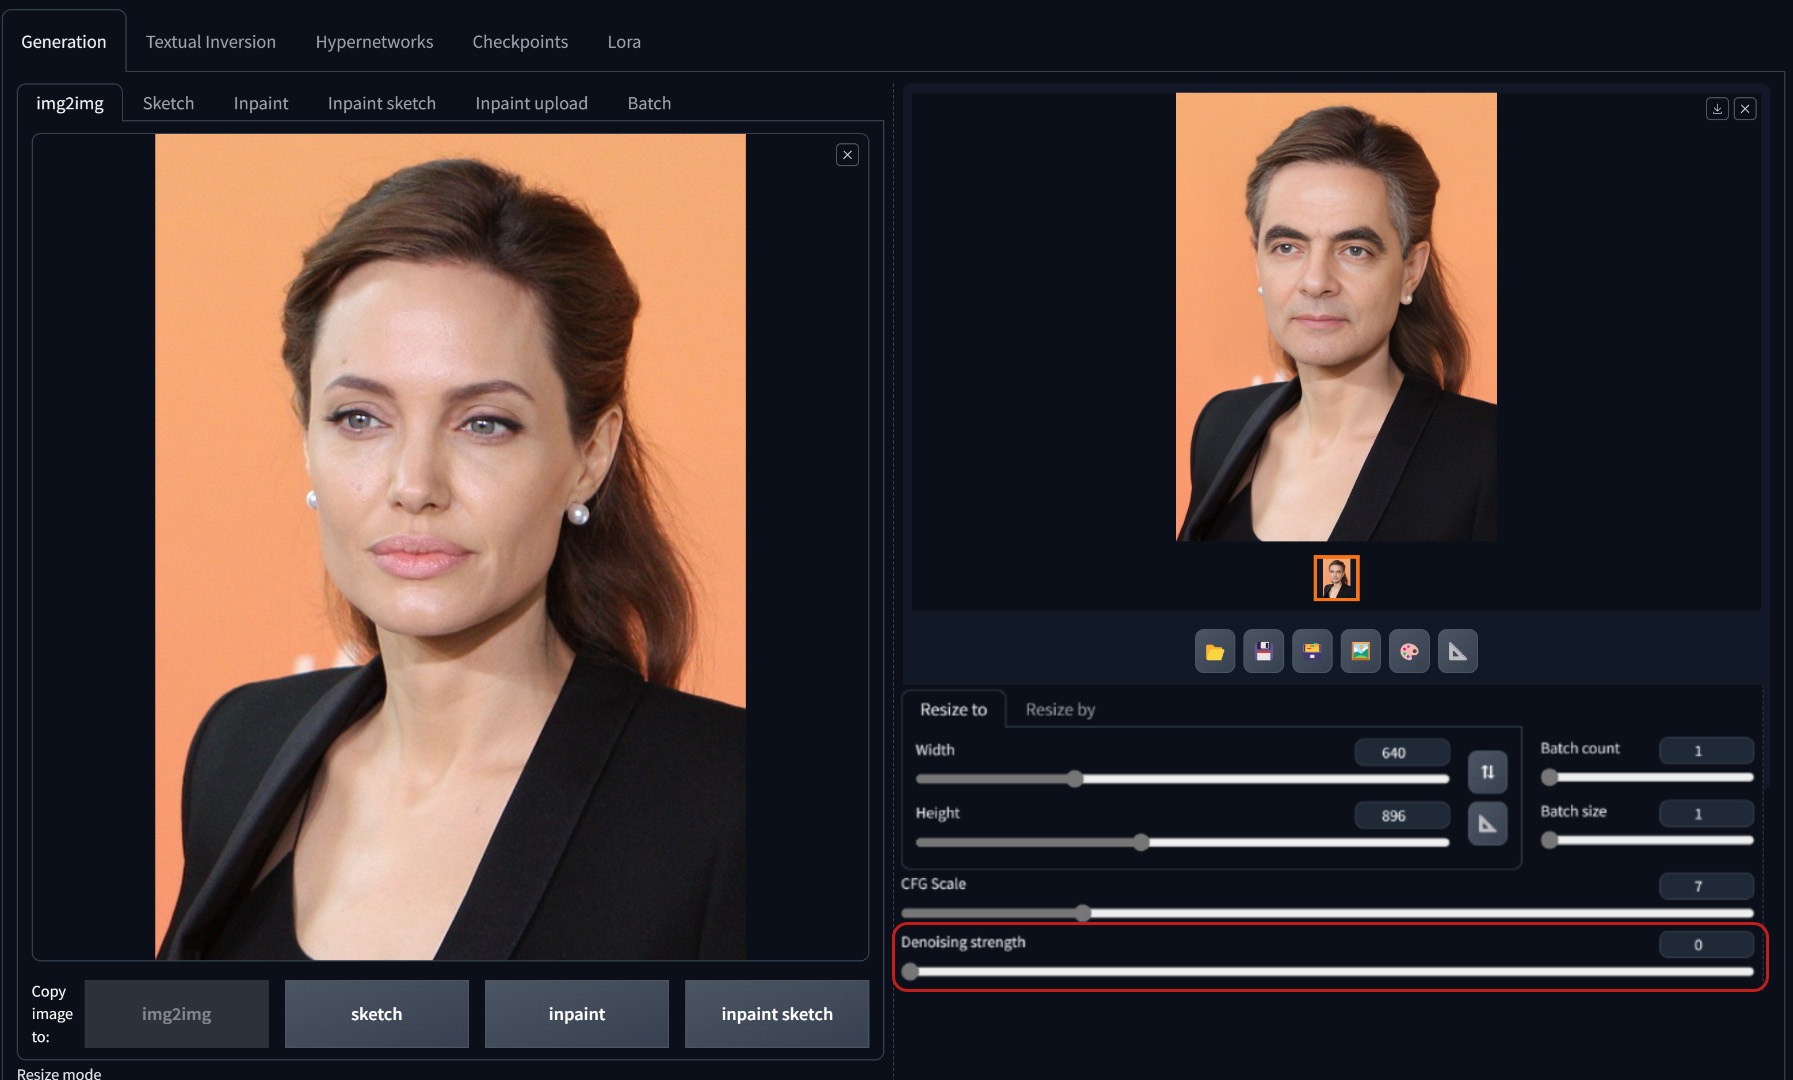 Generation Textual Inversion Hypernetworks Checkpoints Lora
img2img Sketch Inpaint Inpaint sketch Inpaint upload Batch
Copy image to:
img2img sketch inpaint inpaint sketch
Resize mode
Resize to Resize by
Width 640
Height 896
Batch count 1
Batch size 1
CFG Scale 7
Denoising strength 0